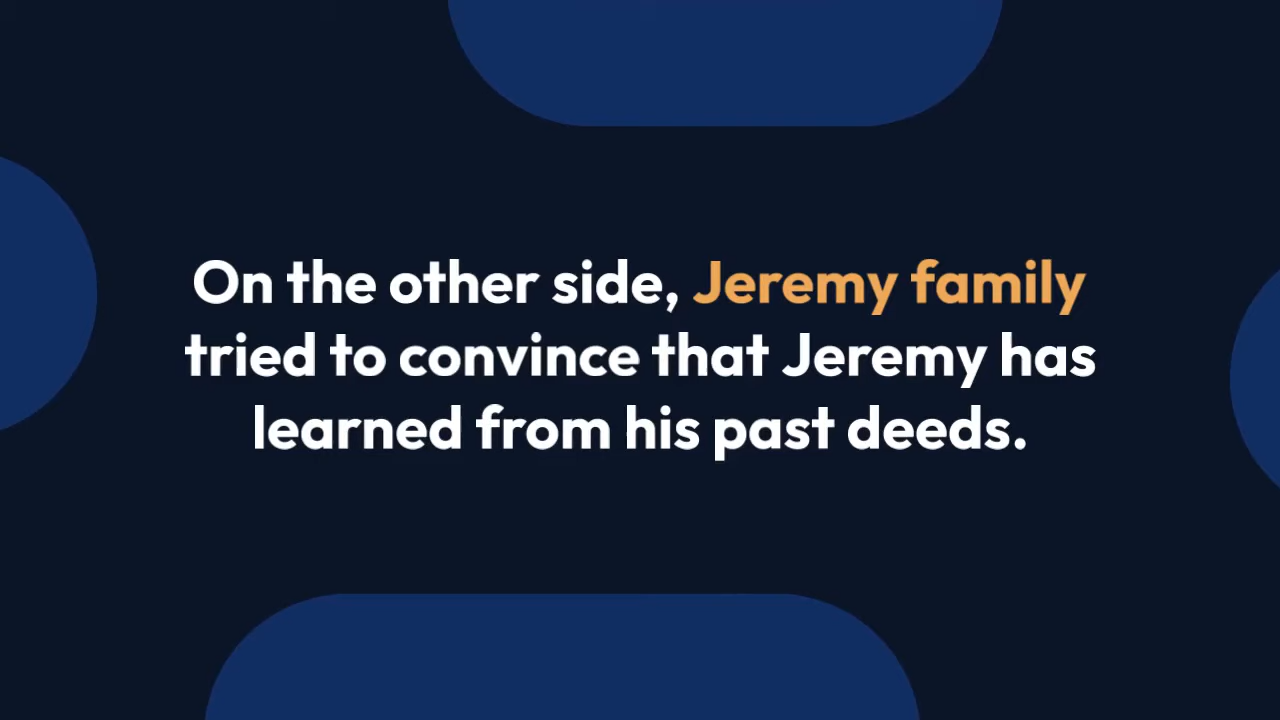 On the other side, Jeremy family
tried to convince that Jeremy has
learned from his past deeds.